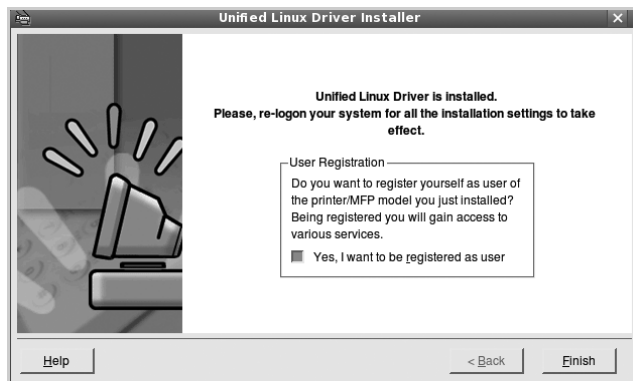 Unified Linux Driver Installer
Unified Linux Driver is installed.
Please, re-logon your system for all the installation settings to take
effect.
User Registration
Do you want to register yourself as user of
the printer/MFP model you just installed?
Being registered you will gain access to
various services.
Yes, I want to be registered as user
Help
< Back
Finish